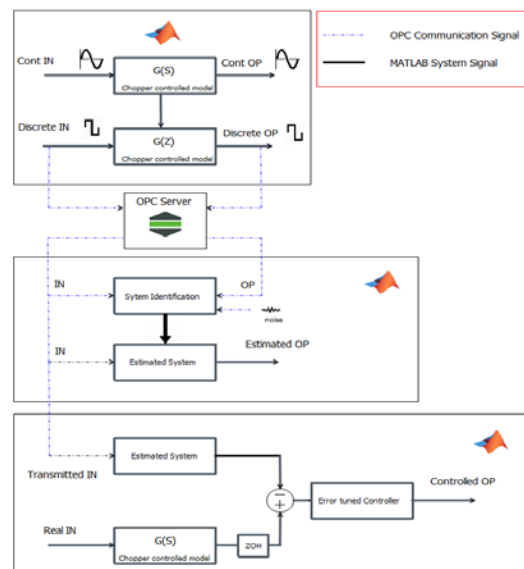 OPC Communication Signal
MATLAB System Signal
Cont IN
G(S)
Chopper controlled model
Cont OP
Discrete IN
G(Z)
Chopper controlled model
Discrete OP
OPC Server
IN
Sytem Identification
OP
noise
IN
Estimated System
Estimated OP
Estimated System
Transmitted IN
Error tuned Controller
Controlled OP
Real IN
G(S)
Chopper controlled model
ZOH